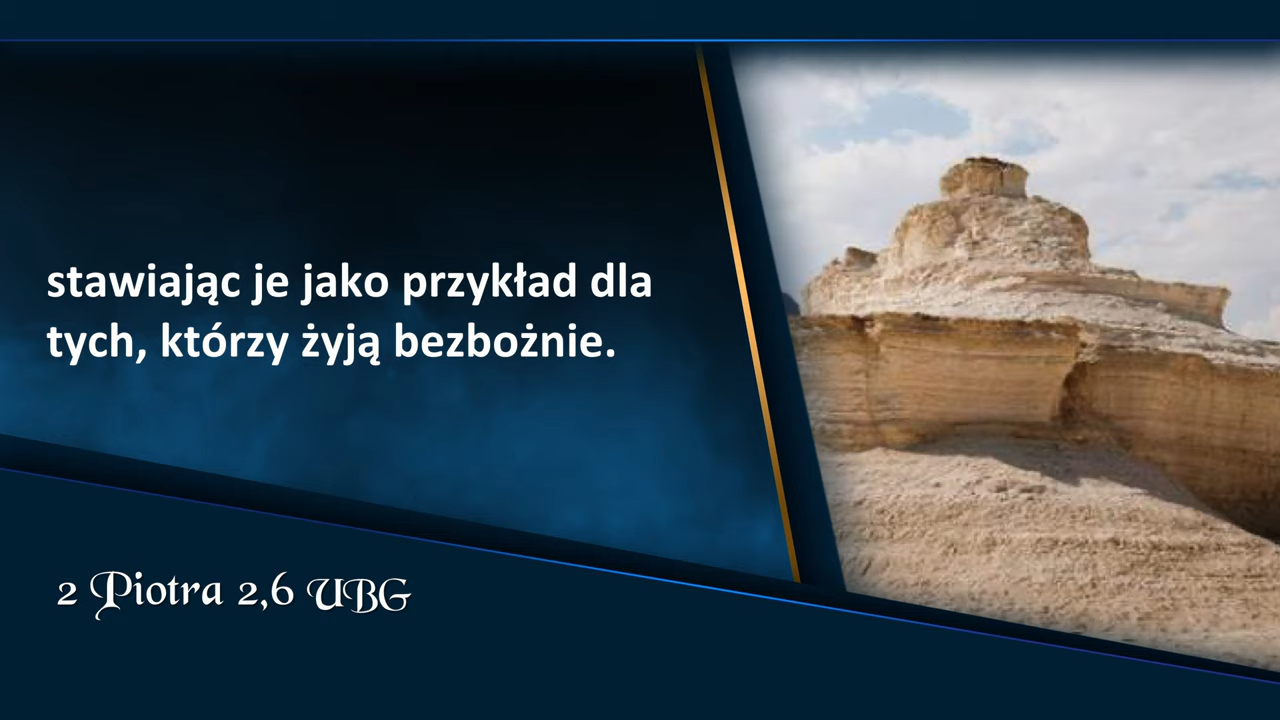 stawiając je jako przykład dla
tych, którzy żyją bezbożnie.
2 Piotra 2,6 UBG